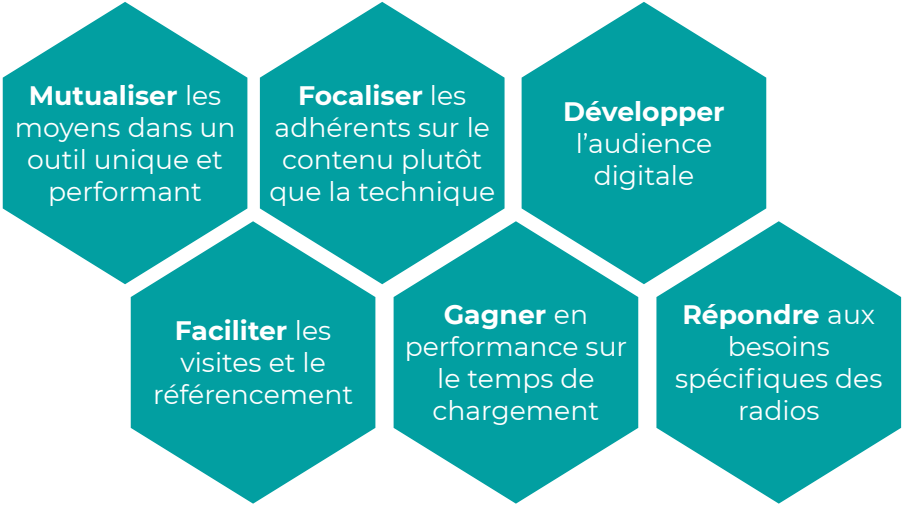 Mutualiser les
moyens dans un
outil unique et
performant
Focaliser les
adhérents sur le
contenu plutôt
que la technique
Développer
l’audience
digitale
Faciliter les
visites et le
référencement
Gagner en
performance sur
le temps de
chargement
Répondre aux
besoins
spécifiques des
radios